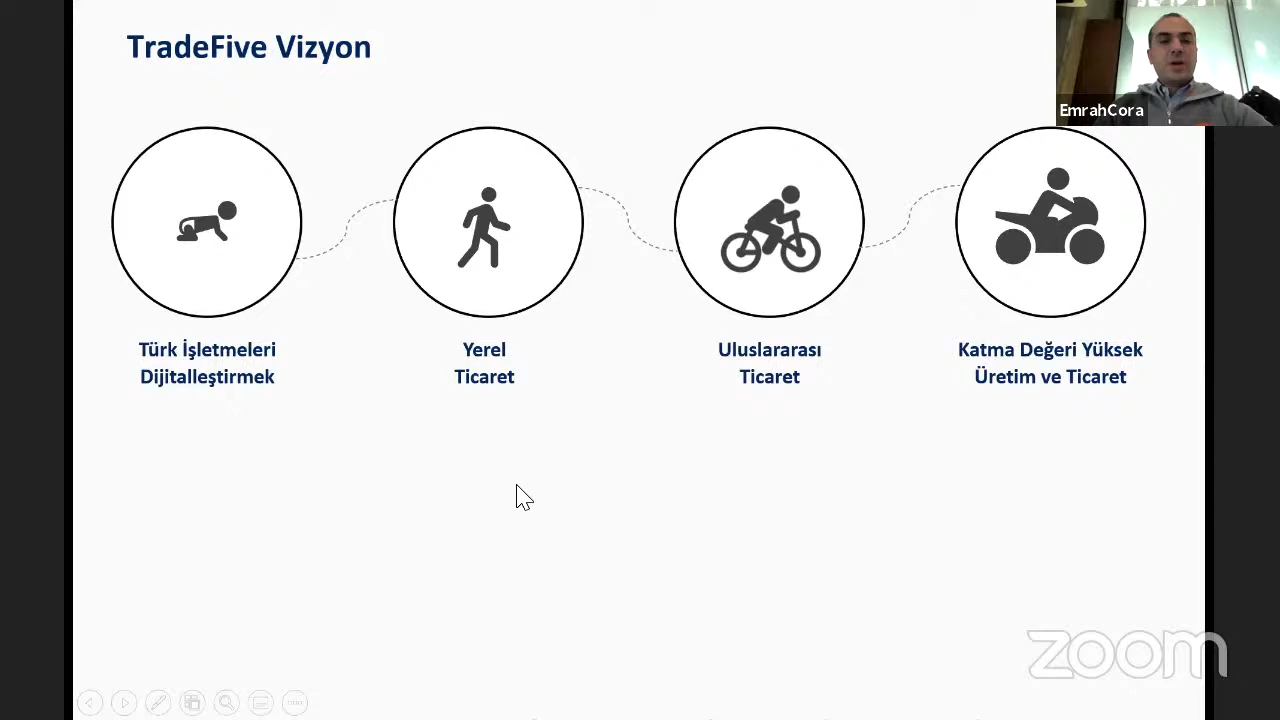 TradeFive Vizyon
EmrahCora
Türk İşletmeleri
Dijitalleştirmek
Yerel
Ticaret
Uluslararası
Ticaret
Katma Değeri Yüksek
Üretim ve Ticaret
zoom